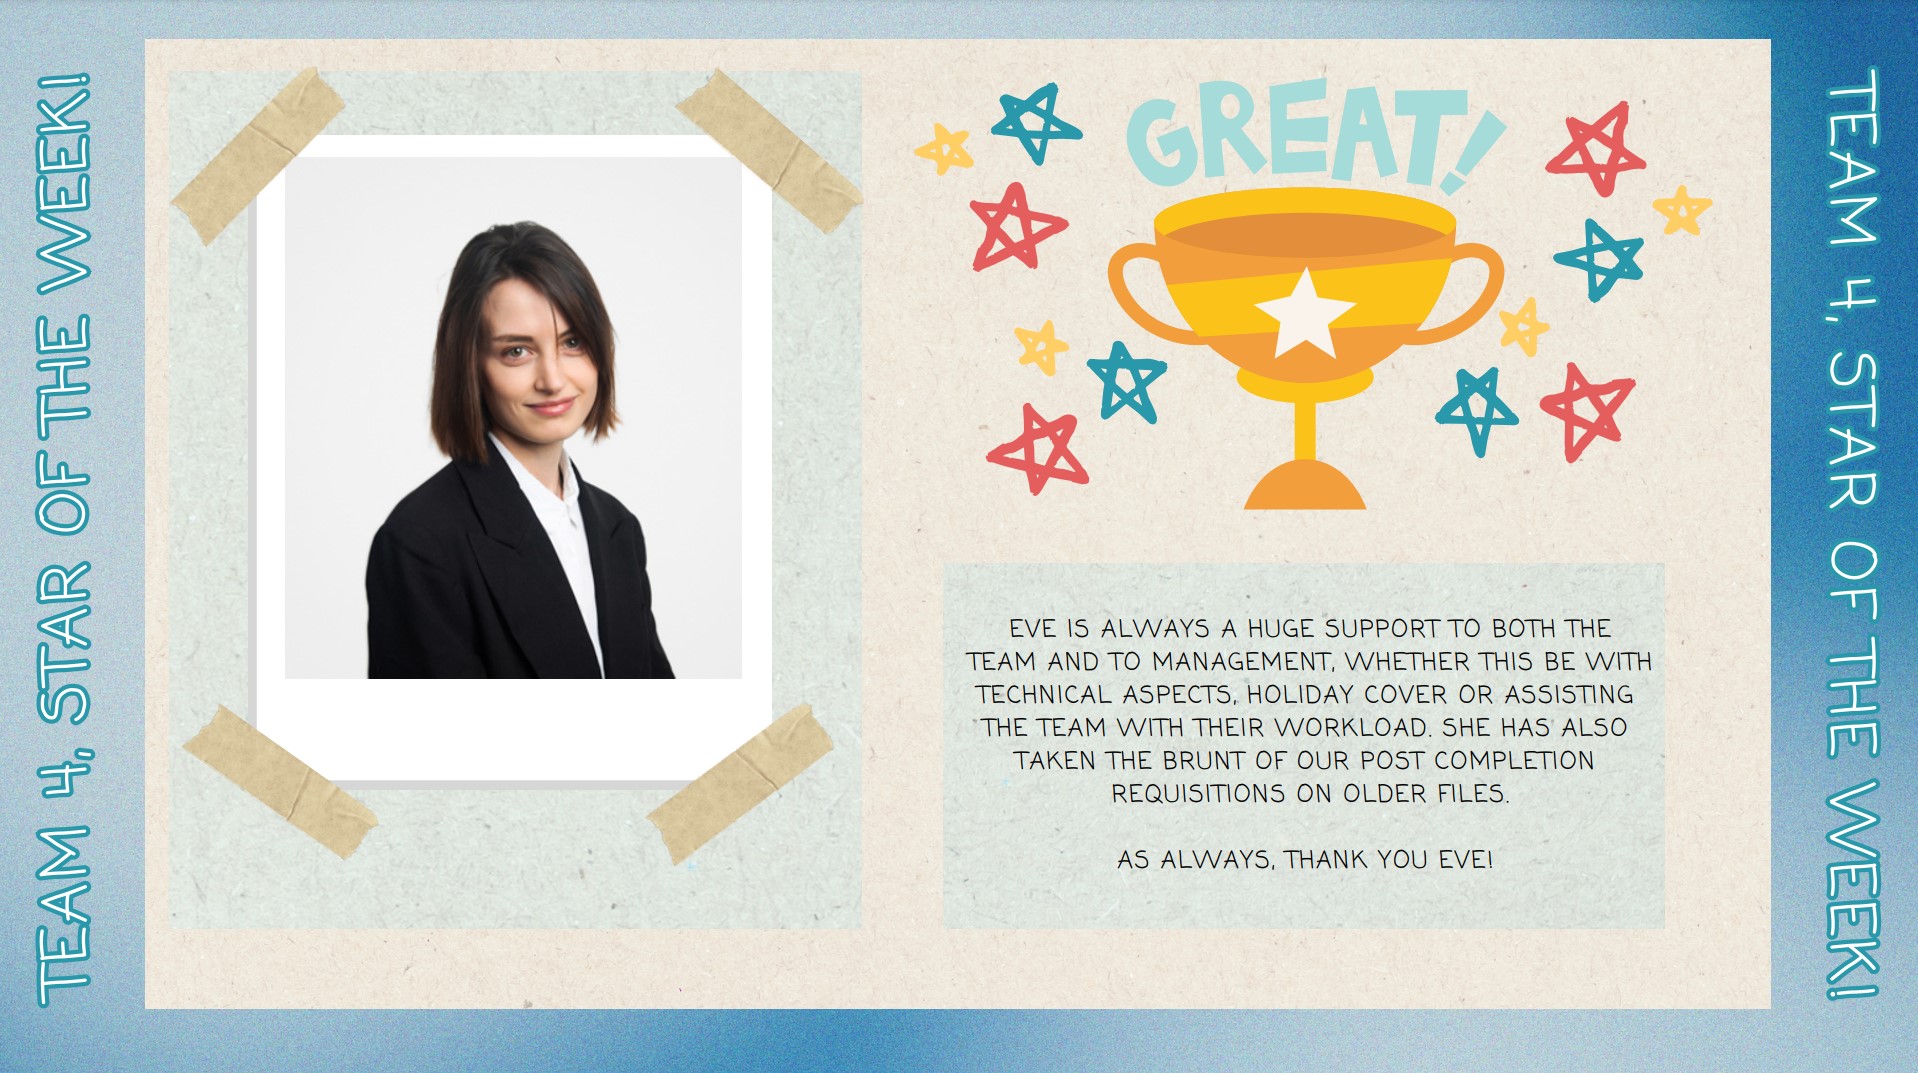 TEAM 4, STAR OF THE WEEK!
GREAT!
EVE IS ALWAYS A HUGE SUPPORT TO BOTH THE
TEAM AND TO MANAGEMENT, WHETHER THIS BE WITH
TECHNICAL ASPECTS, HOLIDAY COVER OR ASSISTING
THE TEAM WITH THEIR WORKLOAD. SHE HAS ALSO
TAKEN THE BRUNT OF OUR POST COMPLETION
REQUISITIONS ON OLDER FILES.
AS ALWAYS, THANK YOU EVE!
TEAM 4, STAR OF THE WEEK!